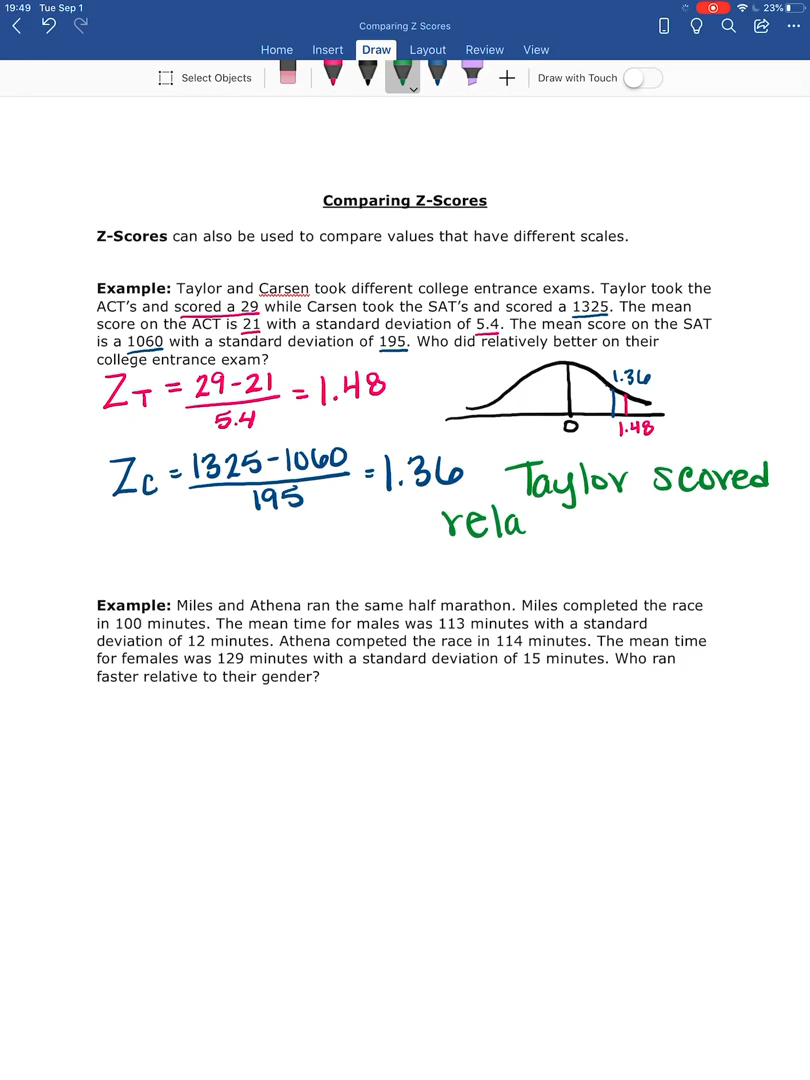 19:49 Tue Sep 1 23%
Comparing Z Scores
Home Insert Draw Layout Review View
Select Objects Draw with Touch
Comparing Z-Scores
Z-Scores can also be used to compare values that have different scales.
Example: Taylor and Carsen took different college entrance exams. Taylor took the
ACT's and scored a 29 while Carsen took the SAT's and scored a 1325. The mean
score on the ACT is 21 with a standard deviation of 5.4. The mean score on the SAT
is a 1060 with a standard deviation of 195. Who did relatively better on their
college entrance exam?
1.36
Z_T = 29-21 / 5.4 = 1.48
0 1.48
Z_C = 1325-1060 / 195 = 1.36 Taylor scored
rela
Example: Miles and Athena ran the same half marathon. Miles completed the race
in 100 minutes. The mean time for males was 113 minutes with a standard
deviation of 12 minutes. Athena competed the race in 114 minutes. The mean time
for females was 129 minutes with a standard deviation of 15 minutes. Who ran
faster relative to their gender?